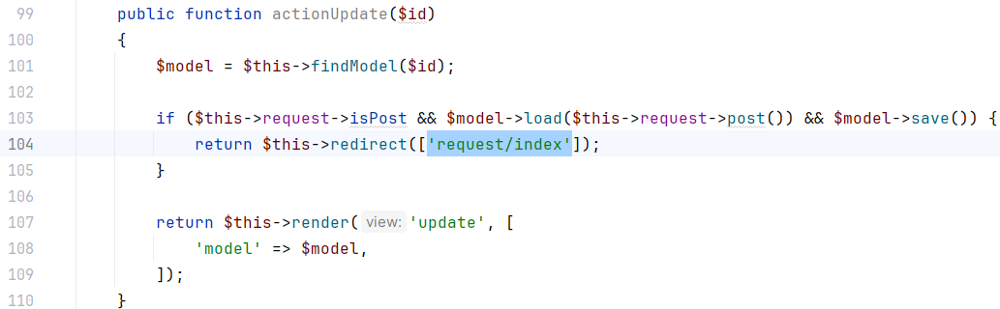 99 public function actionUpdate($id)
100 {
101 $model = $this->findModel($id);
102
103 if ($this->request->isPost && $model->load($this->request->post()) && $model->save()) {
104 return $this->redirect(['request/index']);
105 }
106
107 return $this->render( view: 'update', [
108 'model' => $model,
109 ]);
110 }